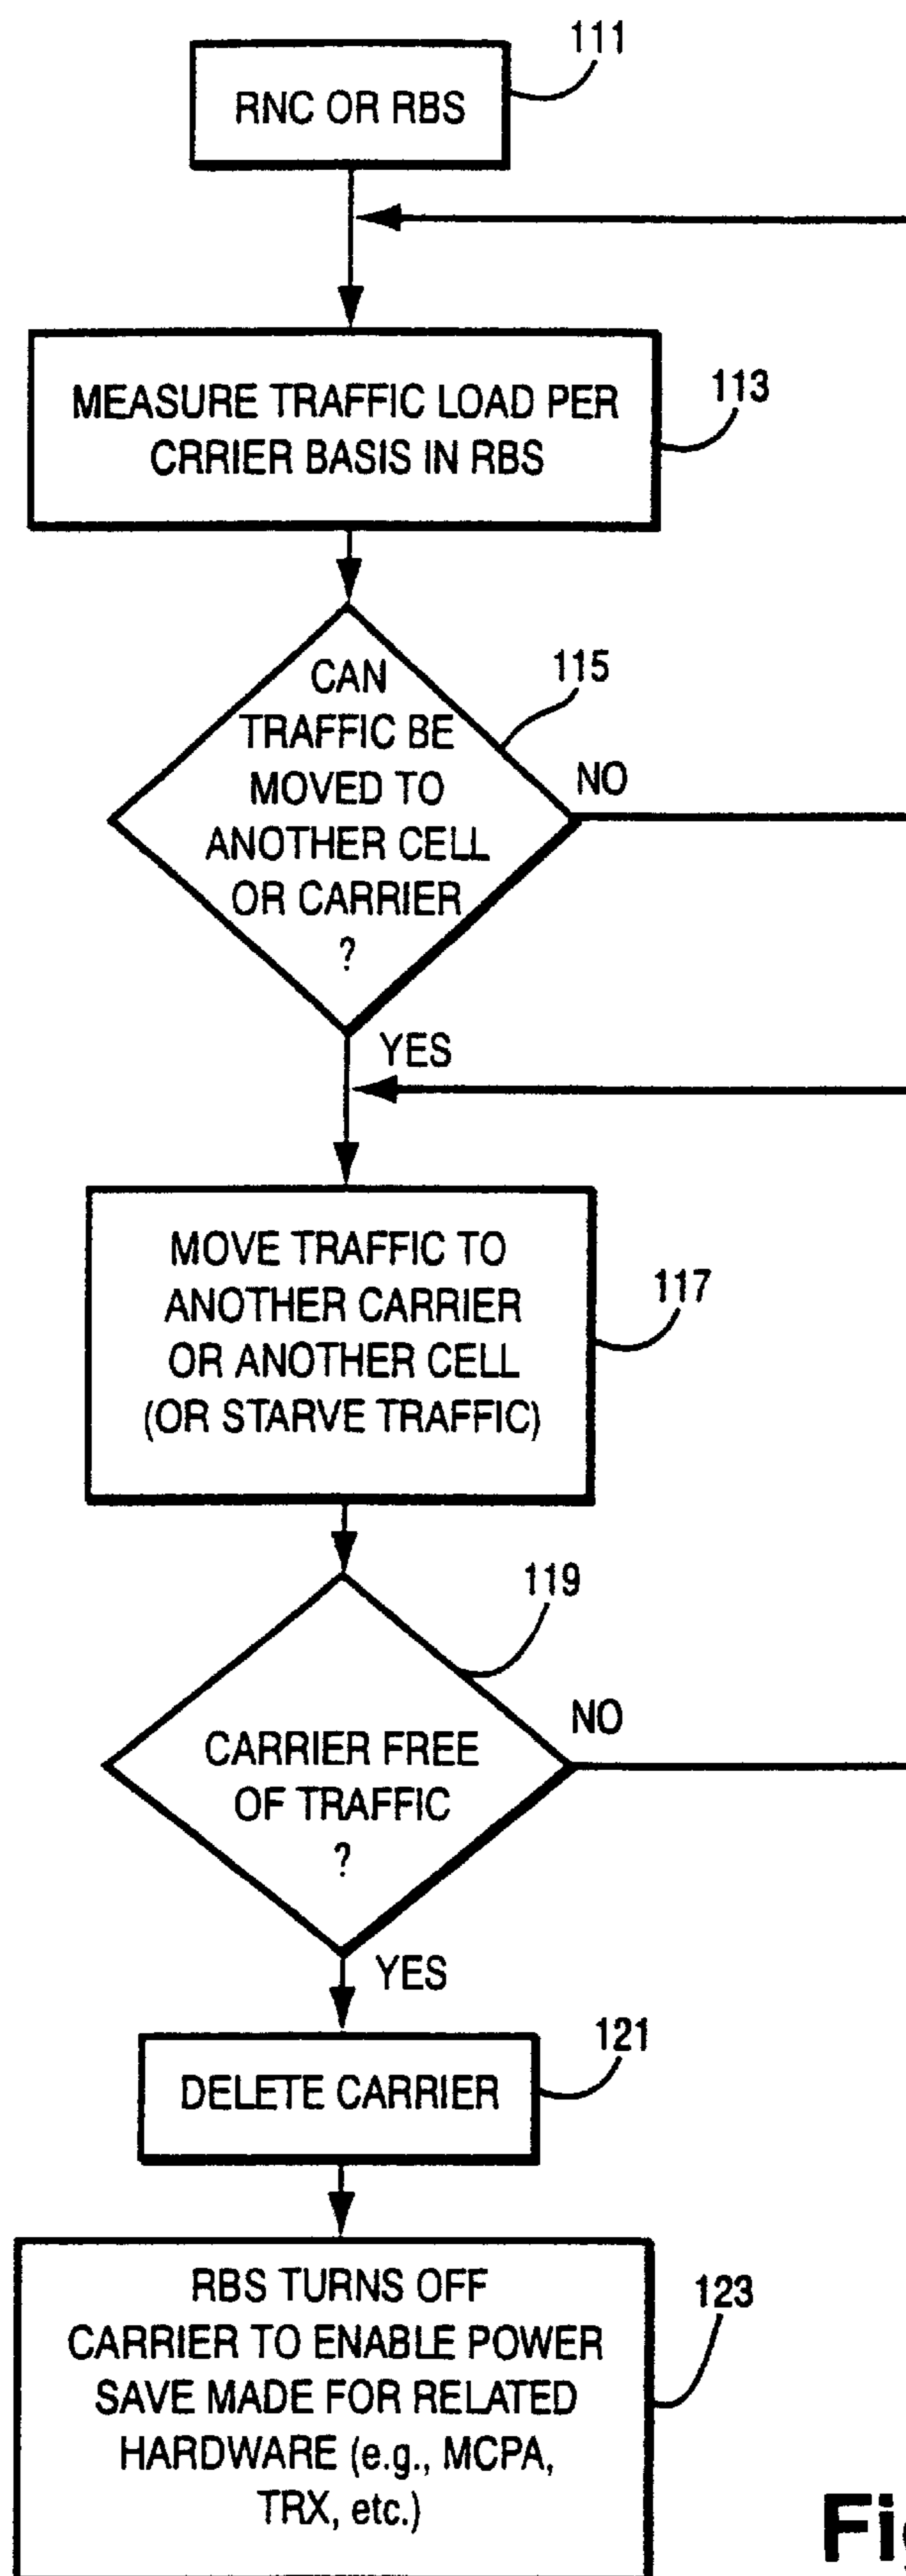 111
RNC OR RBS
MEASURE TRAFFIC LOAD PER
CRRIER BASIS IN RBS
113
CAN
TRAFFIC BE
MOVED TO
ANOTHER CELL
OR CARRIER
?
115
NO
YES
MOVE TRAFFIC TO
ANOTHER CARRIER
OR ANOTHER CELL
(OR STARVE TRAFFIC)
117
119
CARRIER FREE
OF TRAFFIC
?
NO
YES
121
DELETE CARRIER
RBS TURNS OFF
CARRIER TO ENABLE POWER
SAVE MADE FOR RELATED
HARDWARE (e.g., MCPA,
TRX, etc.)
123